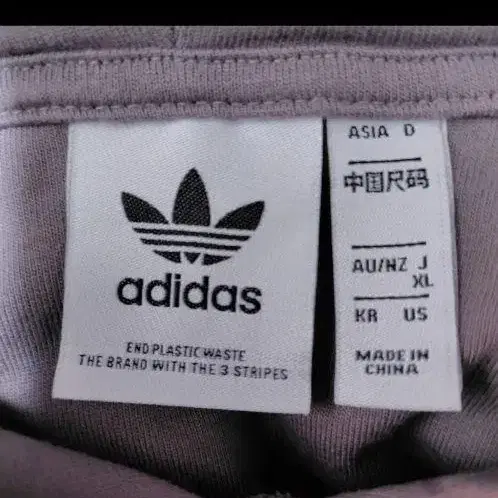 adidas
END PLASTIC WASTE
THE BRAND WITH THE 3 STRIPES
ASIA D
中国尺码
AU/NZ J
XL
KR US
MADE IN
CHINA